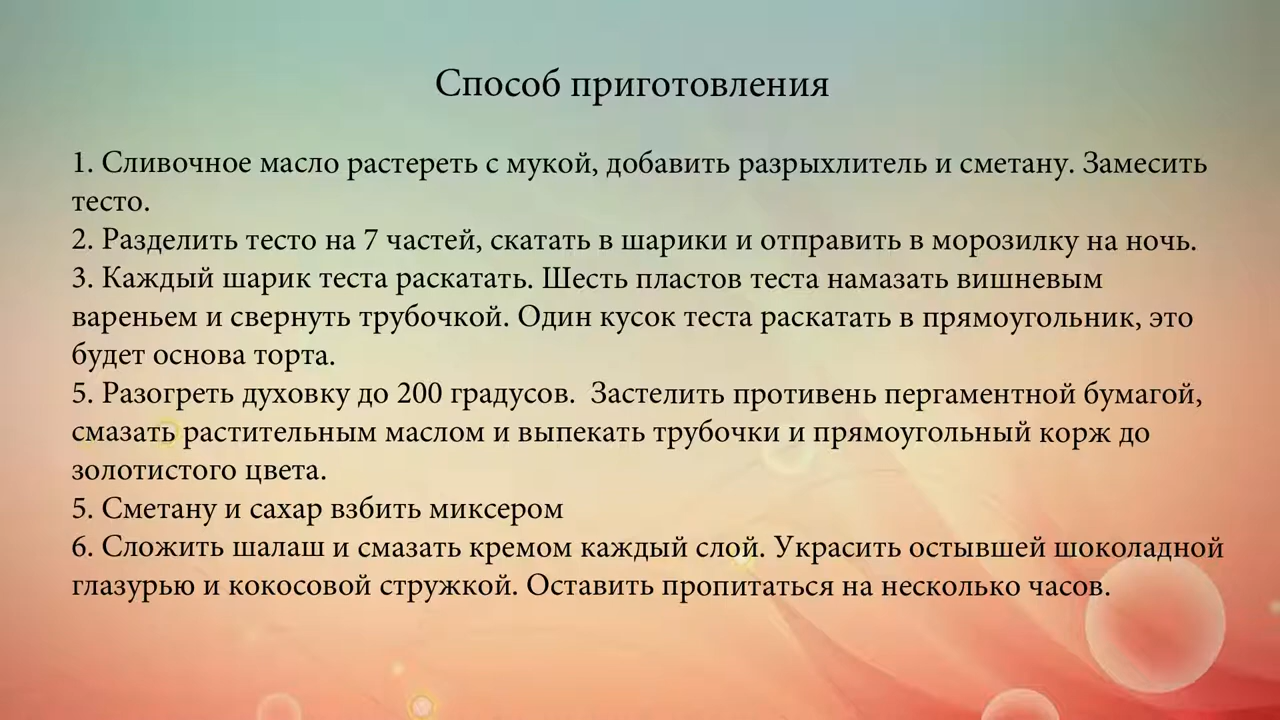 Способ приготовления
1. Сливочное масло растереть с мукой, добавить разрыхлитель и сметану. Замесить
тесто.
2. Разделить тесто на 7 частей, скатать в шарики и отправить в морозилку на ночь.
3. Каждый шарик теста раскатать. Шесть пластов теста намазать вишневым
вареньем и свернуть трубочкой. Один кусок теста раскатать в прямоугольник, это
будет основа торта.
5. Разогреть духовку до 200 градусов.  Застелить противень пергаментной бумагой,
смазать растительным маслом и выпекать трубочки и прямоугольный корж до
золотистого цвета.
5. Сметану и сахар взбить миксером
6. Сложить шалаш и смазать кремом каждый слой. Украсить остывшей шоколадной
глазурью и кокосовой стружкой. Оставить пропитаться на несколько часов.